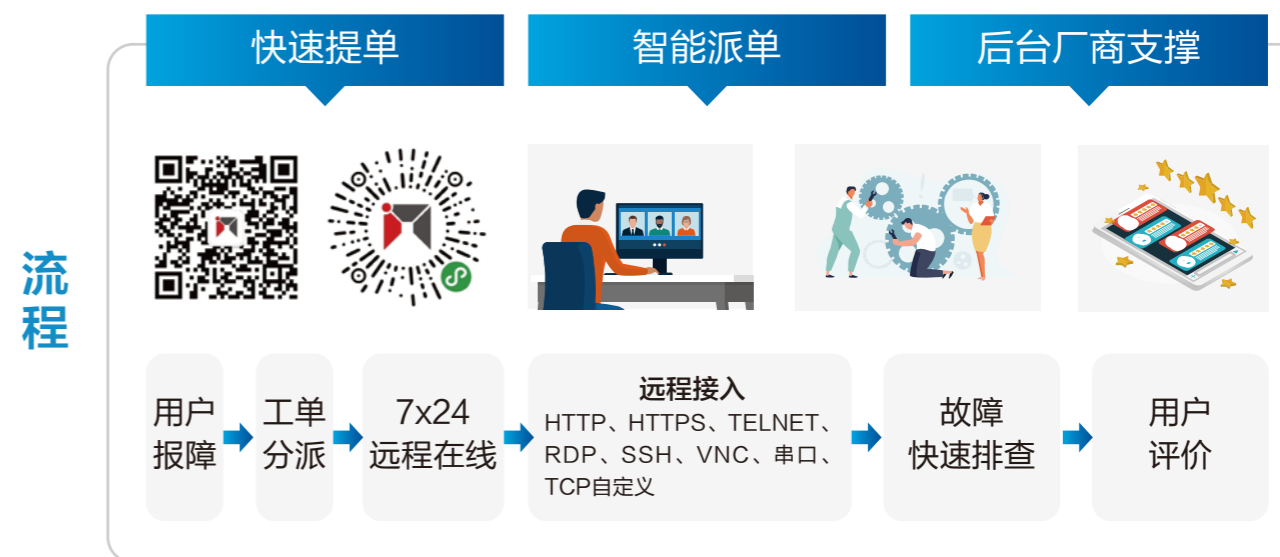 快速提单
智能派单
后台厂商支撑
流
程
用户
报障
工单
分派
7x24
远程在线
远程接入
HTTP、HTTPS、TELNET、
RDP、SSH、VNC、串口、
TCP自定义
故障
快速排查
用户
评价